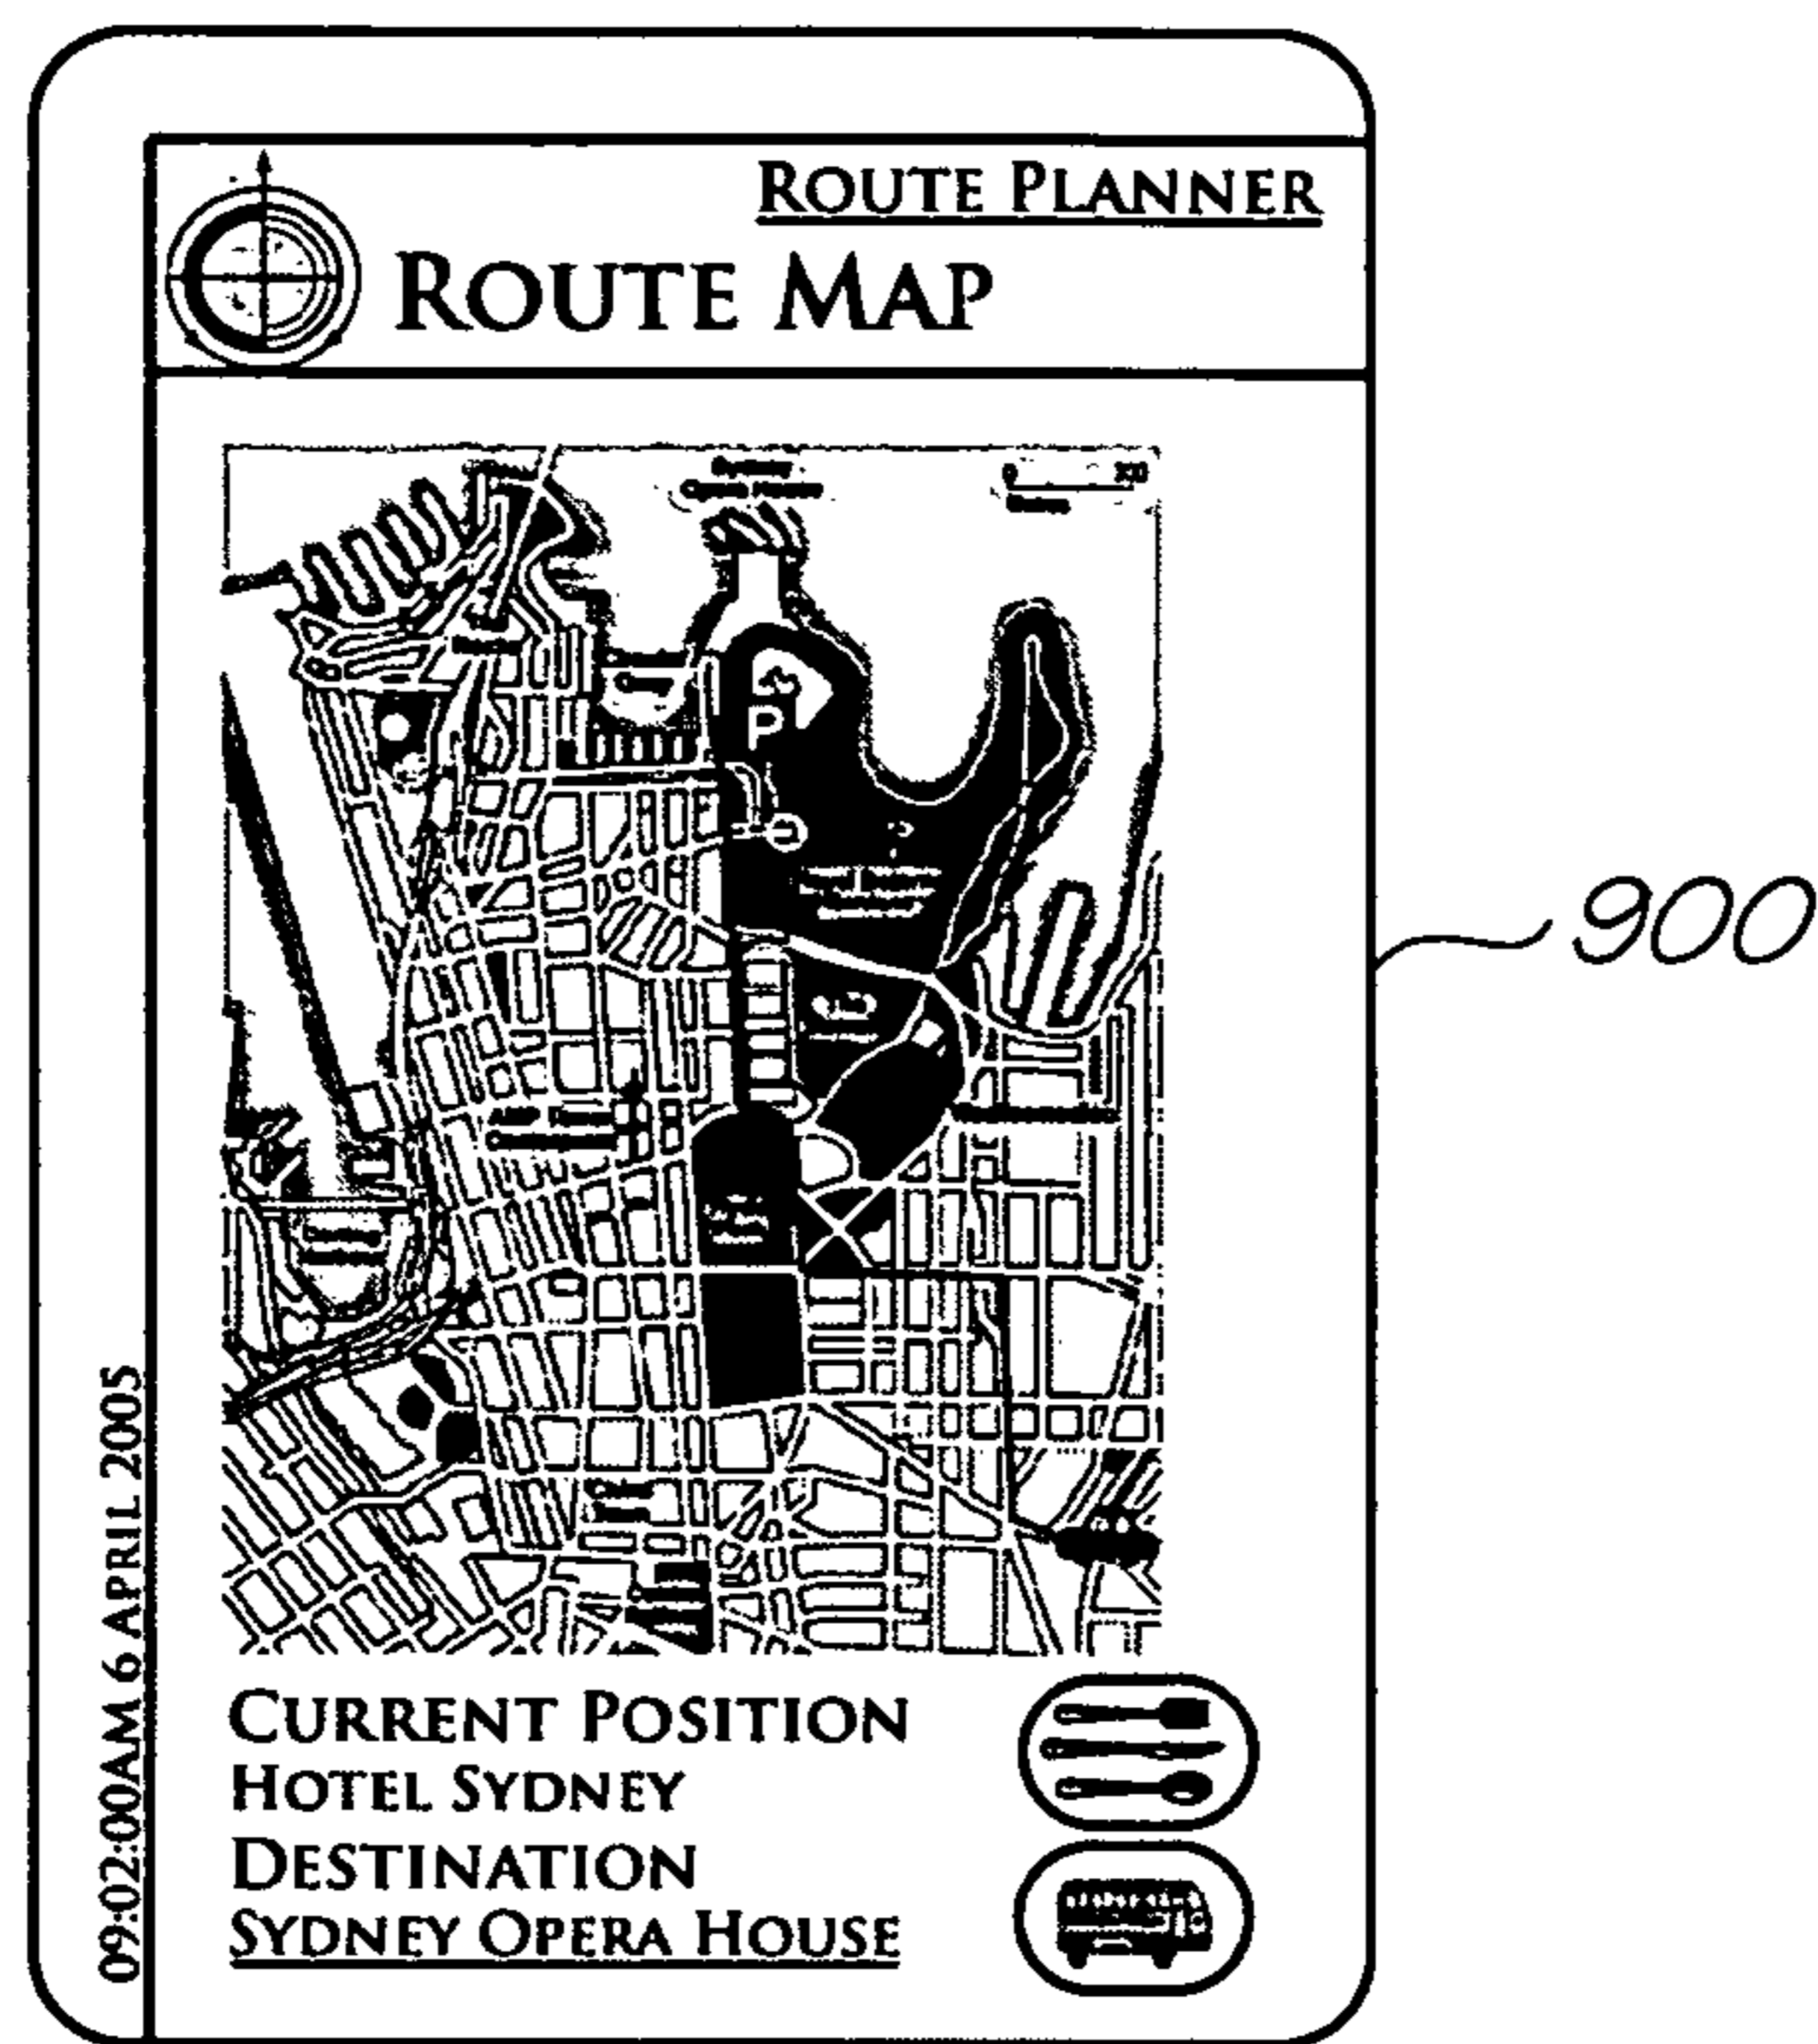 ROUTE PLANNER
ROUTE MAP
P
900
CURRENT POSITION
HOTEL SYDNEY
DESTINATION
SYDNEY OPERA HOUSE
09:02:00AM 6 APRIL 2005